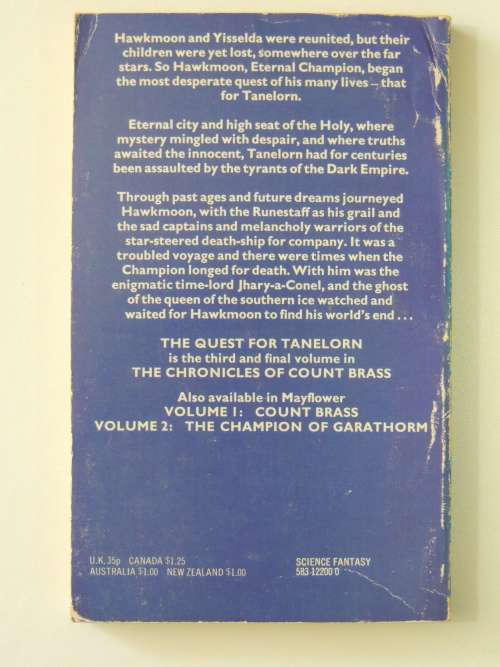 Hawkmoon and Yisselda were reunited, but their
children were yet lost, somewhere over the far
stars. So Hawkmoon, Eternal Champion, began
the most desperate quest of his many lives – that
for Tanelorn.
Eternal city and high seat of the Holy, where
mystery mingled with despair, and where truths
awaited the innocent, Tanelorn had for centuries
been assaulted by the tyrants of the Dark Empire.
Through past ages and future dreams journeyed
Hawkmoon, with the Runestaff as his grail and
the sad captains and melancholy warriors of the
star-steered death-ship for company. It was a
troubled voyage and there were times when the
Champion longed for death. With him was the
enigmatic time-lord Jhary-a-Conel, and the ghost
of the queen of the southern ice watched and
waited for Hawkmoon to find his world's end ...
THE QUEST FOR TANELORN
is the third and final volume in
THE CHRONICLES OF COUNT BRASS
Also available in Mayflower
VOLUME 1: COUNT BRASS
VOLUME 2: THE CHAMPION OF GARATHORM
U.K. 35p CANADA $1.25
AUSTRALIA $1.00 NEW ZEALAND $1.00
SCIENCE FANTASY
583 12200 0